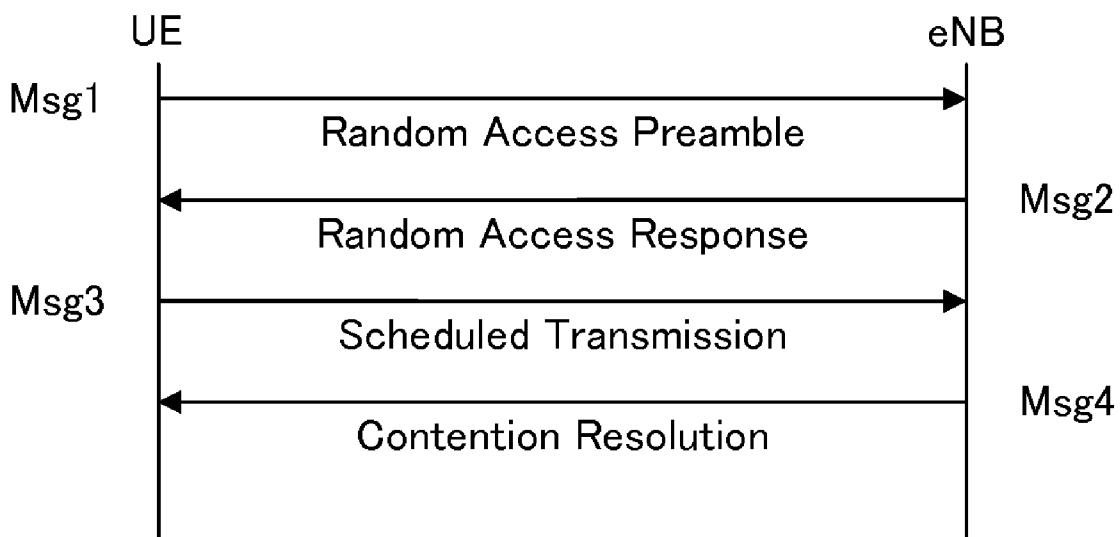 UE eNB
Msg1
Random Access Preamble
Msg2
Random Access Response
Msg3
Scheduled Transmission
Msg4
Contention Resolution